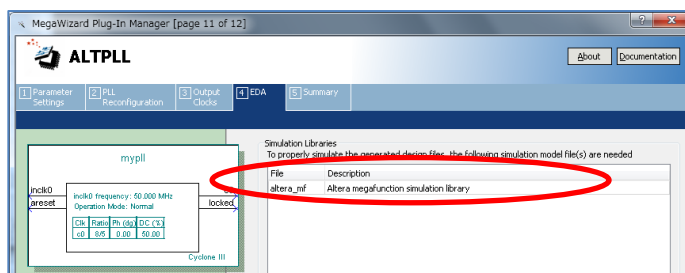 MegaWizard Plug-In Manager [page 11 of 12]
ALTPLL
About
Documentation
1 Parameter Settings
2 PLL Reconfiguration
3 Output Clocks
4 EDA
5 Summary
mypll
inclk0
areset
inclk0 frequency: 50.000 MHz
Operation Mode: Normal
Clk Ratio Ph (dg) DC (%)
c0 8/5 0.00 50.00
locked
Cyclone III
Simulation Libraries
To properly simulate the generated design files, the following simulation model file(s) are needed
File Description
altera_mf Altera megafunction simulation library